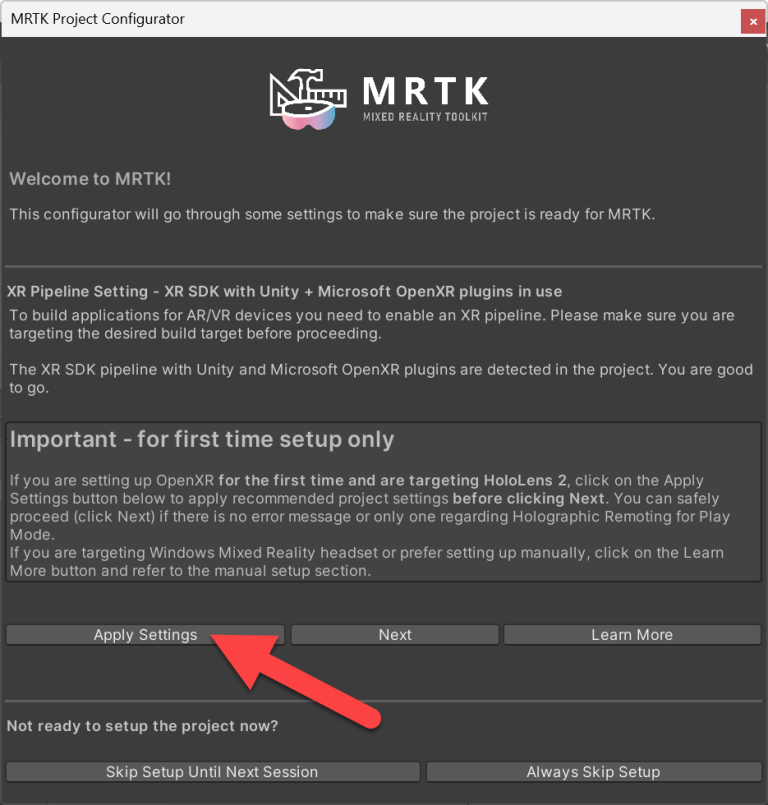 MRTK Project Configurator
x
MRTK
MIXED REALITY TOOLKIT
Welcome to MRTK!
This configurator will go through some settings to make sure the project is ready for MRTK.
XR Pipeline Setting - XR SDK with Unity + Microsoft OpenXR plugins in use
To build applications for AR/VR devices you need to enable an XR pipeline. Please make sure you are
targeting the desired build target before proceeding.
The XR SDK pipeline with Unity and Microsoft OpenXR plugins are detected in the project. You are good
to go.
Important - for first time setup only
If you are setting up OpenXR for the first time and are targeting HoloLens 2, click on the Apply
Settings button below to apply recommended project settings before clicking Next. You can safely
proceed (click Next) if there is no error message or only one regarding Holographic Remoting for Play
Mode.
If you are targeting Windows Mixed Reality headset or prefer setting up manually, click on the Learn
More button and refer to the manual setup section.
Apply Settings
Next
Learn More
Not ready to setup the project now?
Skip Setup Until Next Session
Always Skip Setup